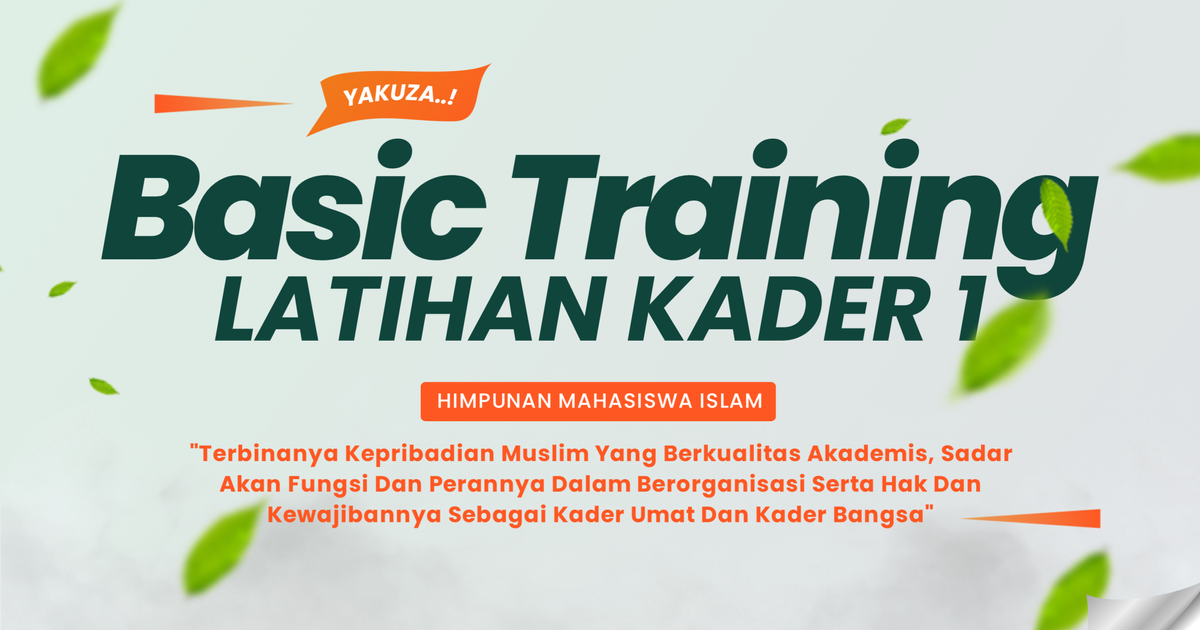 YAKUZA..!
Basic Training
LATIHAN KADER 1
HIMPUNAN MAHASISWA ISLAM
"Terbinanya Kepribadian Muslim Yang Berkualitas Akademis, Sadar
Akan Fungsi Dan Perannya Dalam Berorganisasi Serta Hak Dan
Kewajibannya Sebagai Kader Umat Dan Kader Bangsa"